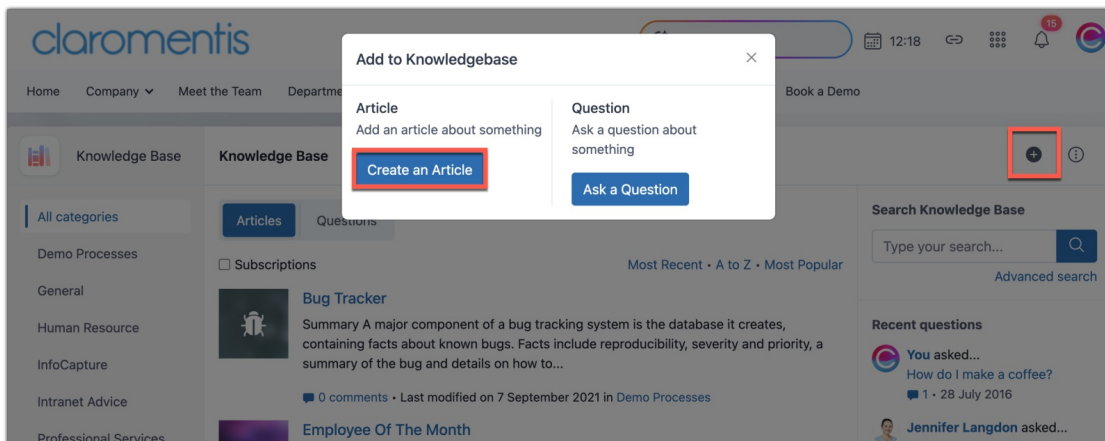 claromentis
12:18
15
Home Company Meet the Team Departme Book a Demo
Add to Knowledgebase
Article
Add an article about something
Create an Article
Question
Ask a question about
something
Ask a Question
Knowledge Base
Knowledge Base
All categories
Demo Processes
General
Human Resource
InfoCapture
Intranet Advice
Professional Services
Articles Questions
Subscriptions
Most Recent • A to Z • Most Popular
Bug Tracker
Summary A major component of a bug tracking system is the database it creates,
containing facts about known bugs. Facts include reproducibility, severity and priority, a
summary of the bug and details on how to...
0 comments • Last modified on 7 September 2021 in Demo Processes
Employee Of The Month
Search Knowledge Base
Type your search...
Advanced search
Recent questions
You asked...
How do I make a coffee?
1 • 28 July 2016
Jennifer Langdon asked...